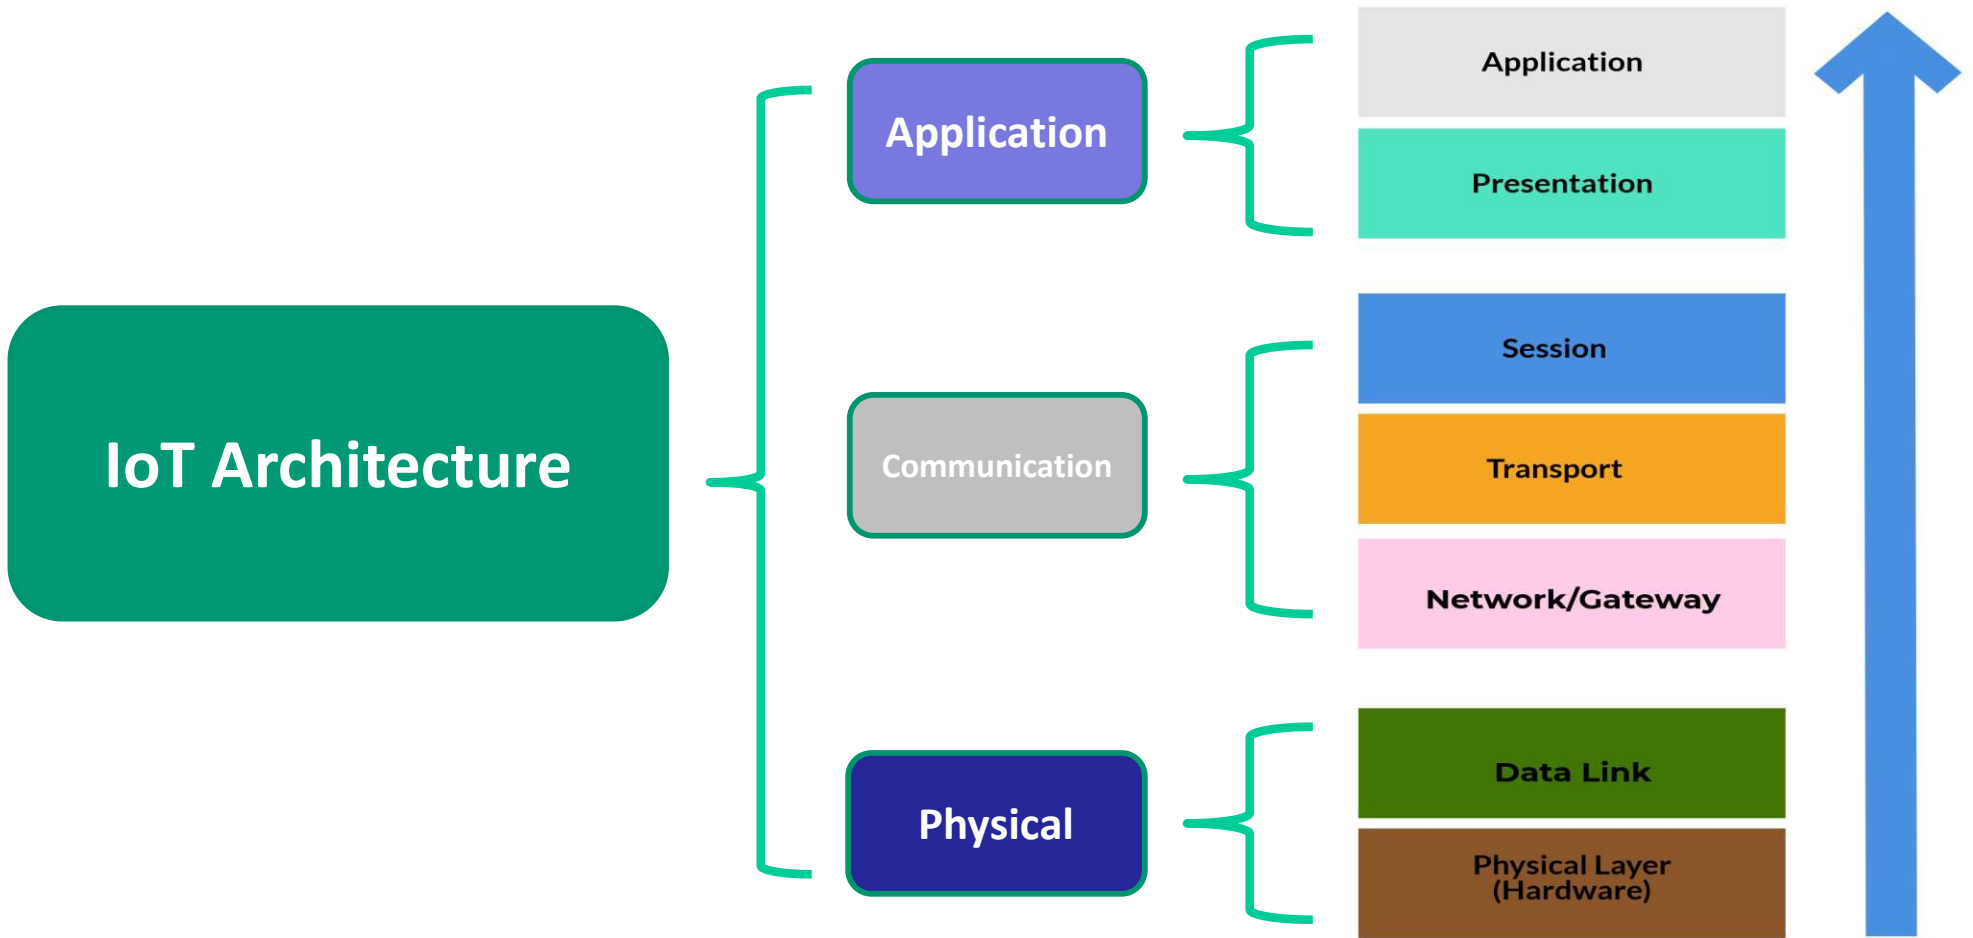 IoT Architecture
Application
Communication
Physical
Application
Presentation
Session
Transport
Network/Gateway
Data Link
Physical Layer
(Hardware)